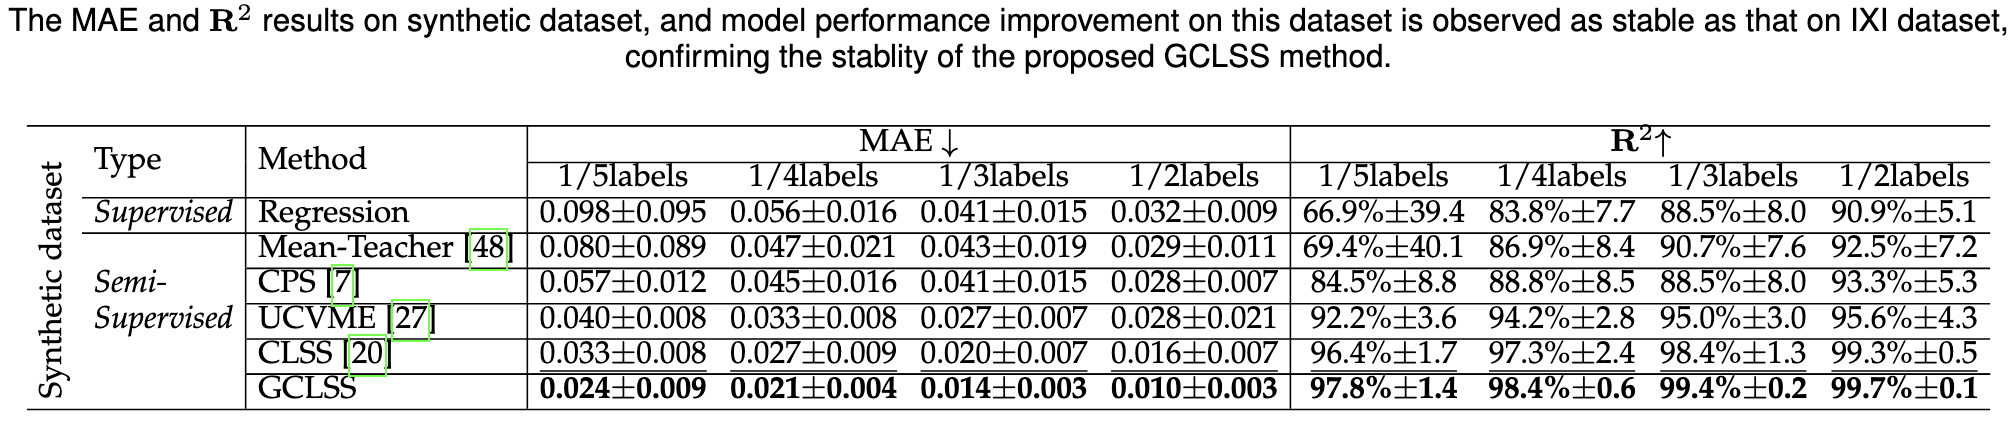 The MAE and R² results on synthetic dataset, and model performance improvement on this dataset is observed as stable as that on IXI dataset,
confirming the stablity of the proposed GCLSS method.
Synthetic dataset
Type Method MAE ↓ R²↑
1/5labels 1/4labels 1/3labels 1/2labels 1/5labels 1/4labels 1/3labels 1/2labels
Supervised Regression 0.098±0.095 0.056±0.016 0.041±0.015 0.032±0.009 66.9%±39.4 83.8%±7.7 88.5%±8.0 90.9%±5.1
Semi-
Supervised
Mean-Teacher [48] 0.080±0.089 0.047±0.021 0.043±0.019 0.029±0.011 69.4%±40.1 86.9%±8.4 90.7%±7.6 92.5%±7.2
CPS [7] 0.057±0.012 0.045±0.016 0.041±0.015 0.028±0.007 84.5%±8.8 88.8%±8.5 88.5%±8.0 93.3%±5.3
UCVME [27] 0.040±0.008 0.033±0.008 0.027±0.007 0.028±0.021 92.2%±3.6 94.2%±2.8 95.0%±3.0 95.6%±4.3
CLSS [20] 0.033±0.008 0.027±0.009 0.020±0.007 0.016±0.007 96.4%±1.7 97.3%±2.4 98.4%±1.3 99.3%±0.5
GCLSS 0.024±0.009 0.021±0.004 0.014±0.003 0.010±0.003 97.8%±1.4 98.4%±0.6 99.4%±0.2 99.7%±0.1